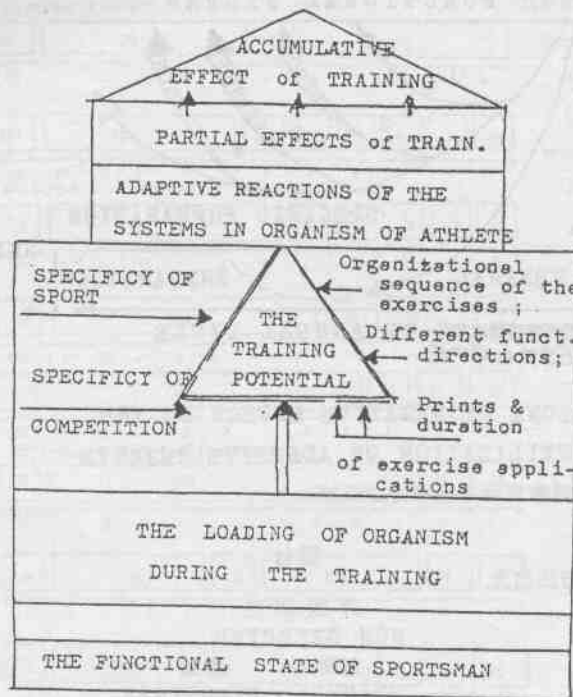 ACCUMULATIVE
EFFECT of TRAINING
PARTIAL EFFECTS of TRAIN.
ADAPTIVE REACTIONS OF THE
SYSTEMS IN ORGANISM OF ATHLETE
SPECIFICY OF
SPORT
SPECIFICY OF
COMPETITION
THE
TRAINING
POTENTIAL
Organizational
sequence of the
exercises ;
Different funct.
directions;
Prints &
duration
of exercise appli-
cations
THE LOADING OF ORGANISM
DURING THE TRAINING
THE FUNCTIONAL STATE OF SPORTSMAN